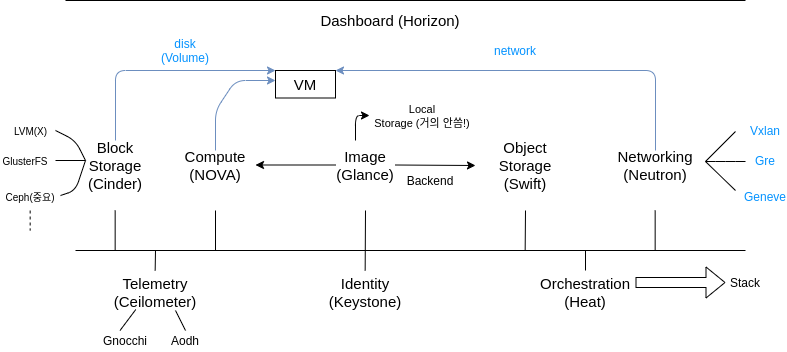 Dashboard (Horizon)
disk
(Volume)
network
VM
Local
Storage (거의 안씀!)
LVM(X)
GlusterFS
Ceph(중요)
Block
Storage
(Cinder)
Compute
(NOVA)
Image
(Glance)
Backend
Object
Storage
(Swift)
Networking
(Neutron)
Vxlan
Gre
Geneve
Telemetry
(Ceilometer)
Gnocchi
Aodh
Identity
(Keystone)
Orchestration
(Heat)
Stack